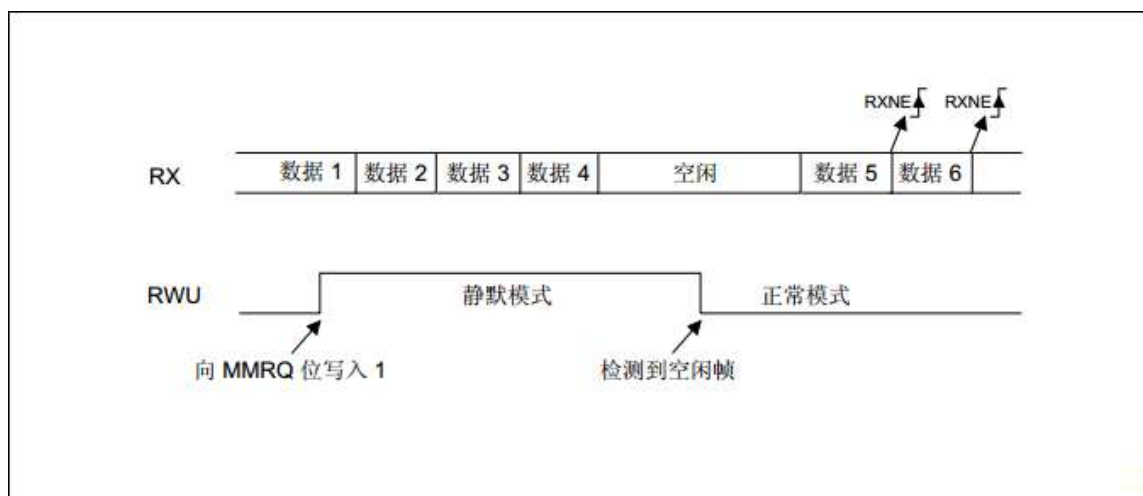 RXNE RXNE
RX 数据 1 数据 2 数据 3 数据 4 空闲 数据 5 数据 6
RWU 静默模式 正常模式
向 MMRQ 位写入 1 检测到空闲帧